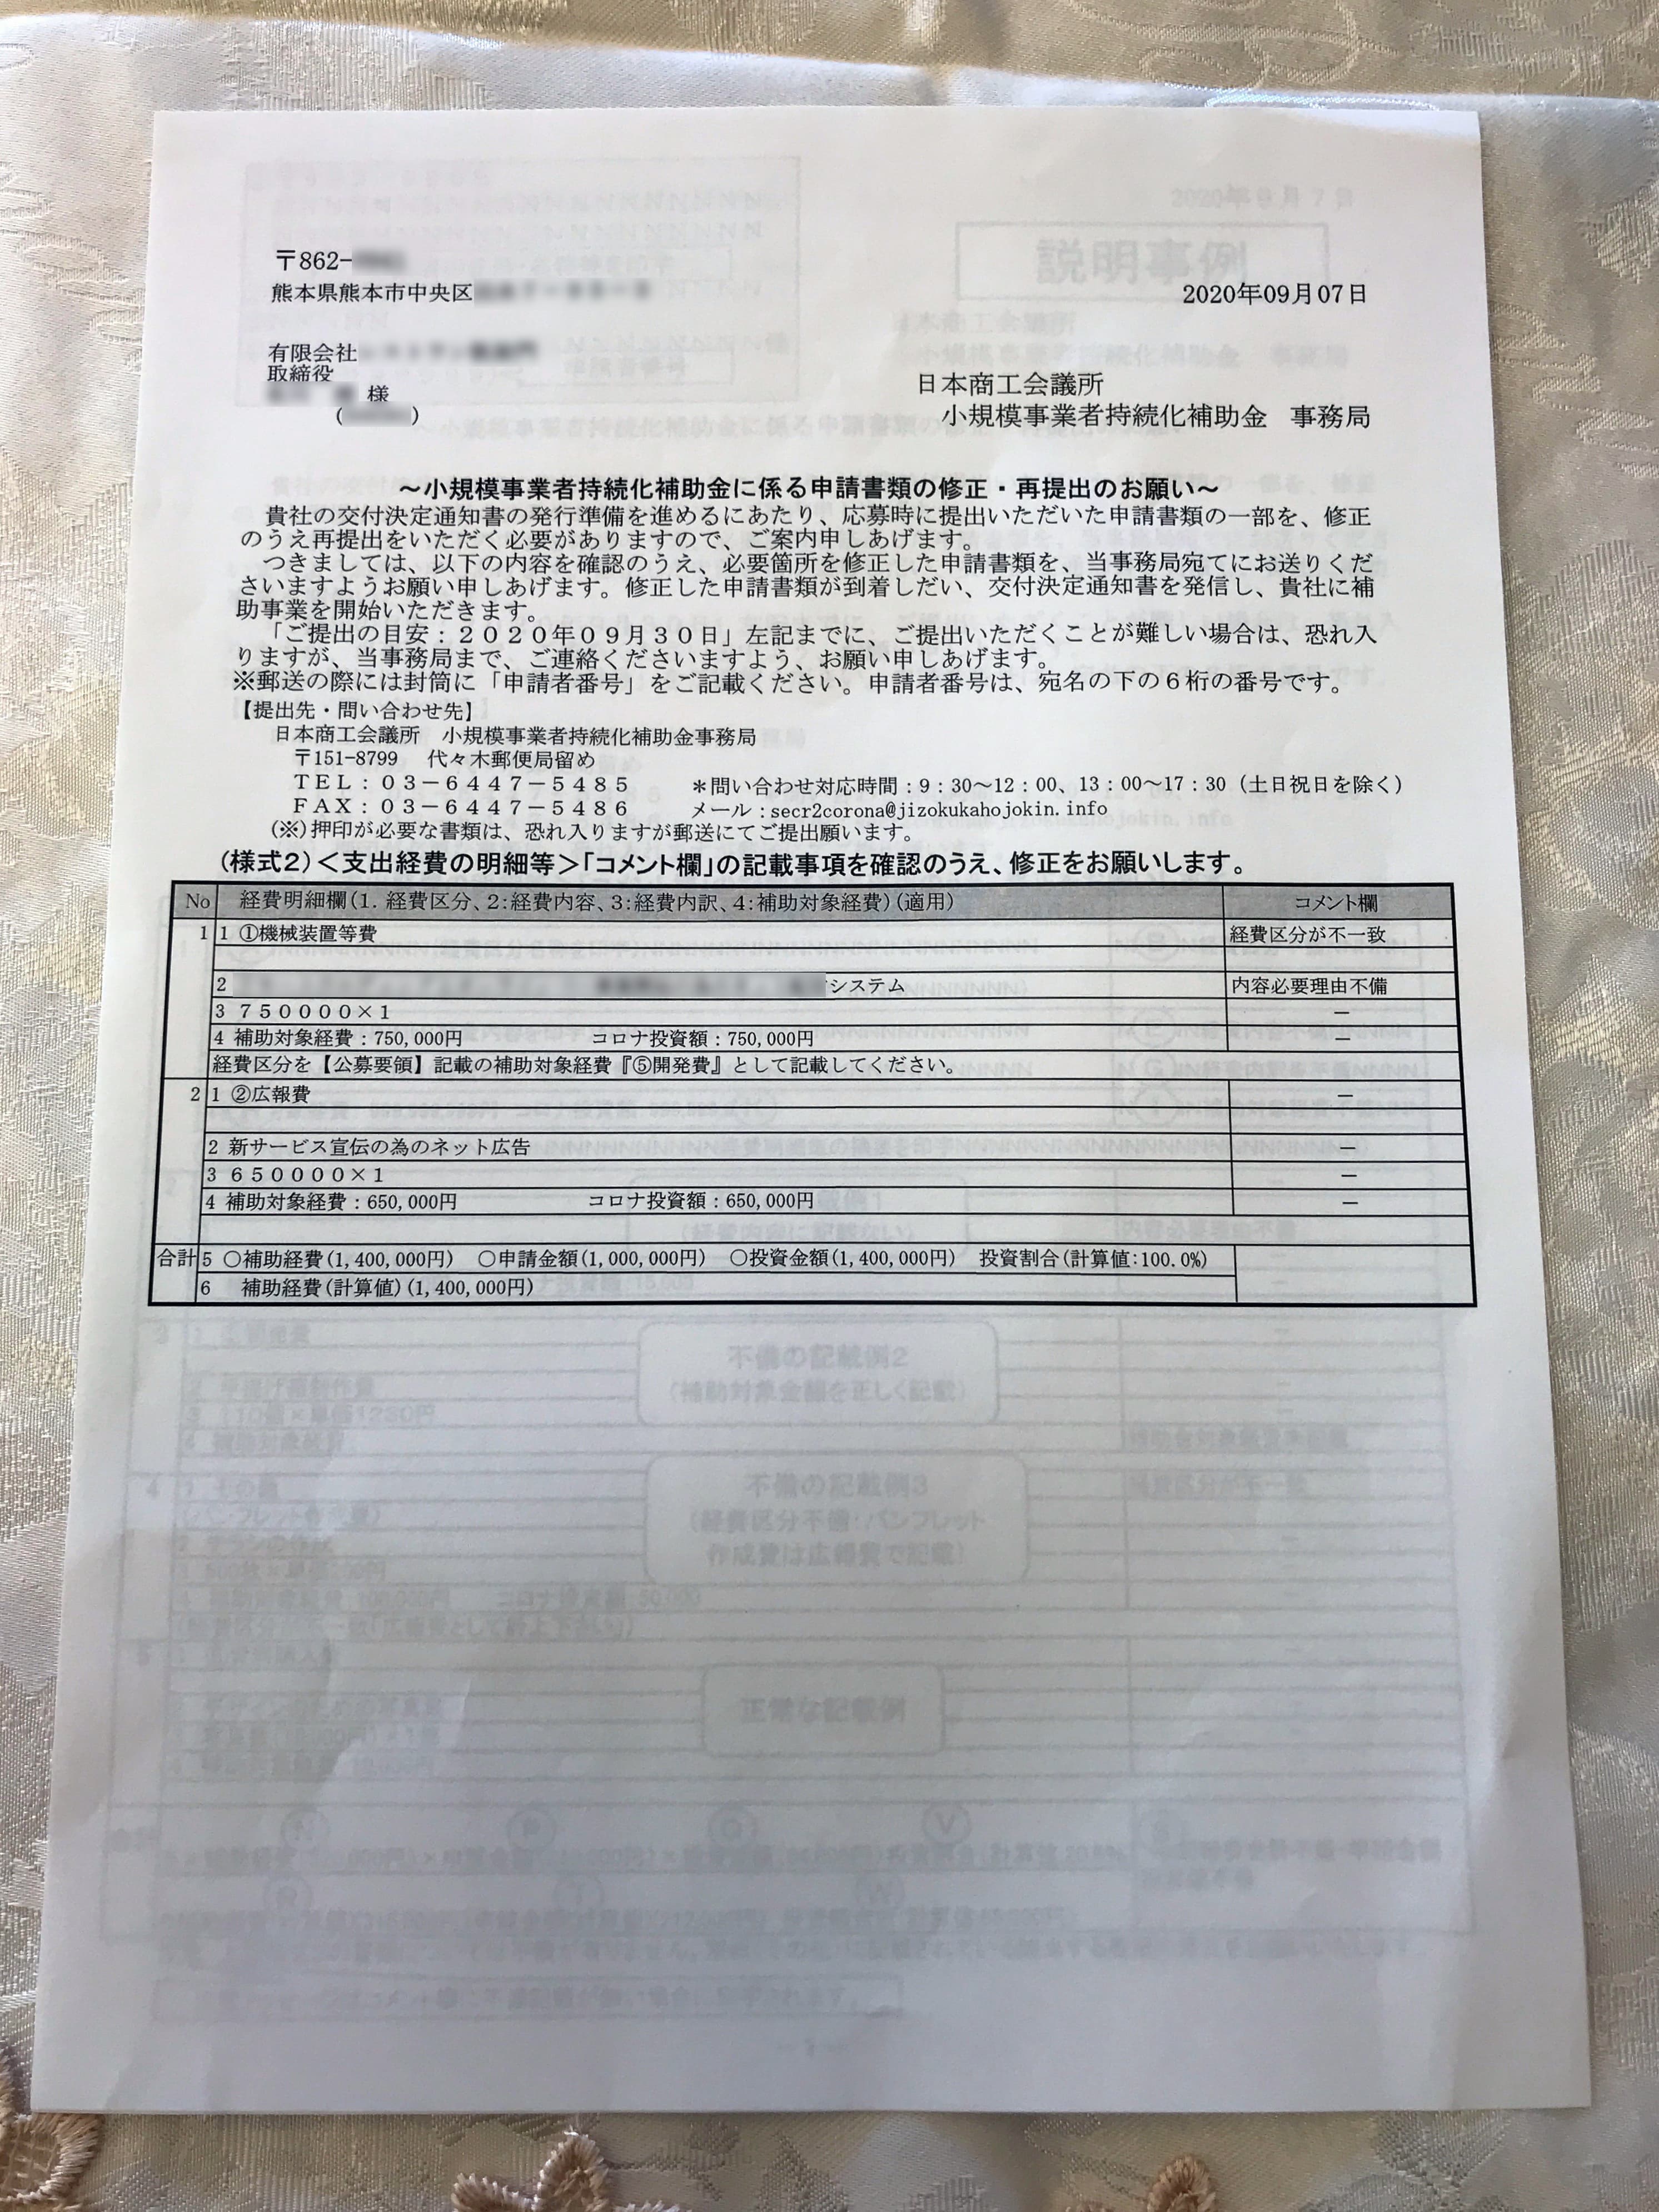 〒862-
熊本県熊本市中央区
2020年09月07日
有限会社
取締役
様
( )
日本商工会議所
小規模事業者持続化補助金 事務局
～小規模事業者持続化補助金に係る申請書類の修正・再提出のお願い～
貴社の交付決定通知書の発行準備を進めるにあたり、応募時に提出いただいた申請書類の一部を、修正
のうえ再提出をいただく必要がありますので、ご案内申しあげます。
つきましては、以下の内容を確認のうえ、必要箇所を修正した申請書類を、当事務局宛てにお送りくだ
さいますようお願い申しあげます。修正した申請書類が到着しだい、交付決定通知書を発信し、貴社に補
助事業を開始いただきます。
「ご提出の目安：２０２０年０９月３０日」左記までに、ご提出いただくことが難しい場合は、恐れ入
りますが、当事務局まで、ご連絡くださいますよう、お願い申しあげます。
※郵送の際には封筒に「申請者番号」をご記載ください。申請者番号は、宛名の下の６桁の番号です。
【提出先・問い合わせ先】
日本商工会議所 小規模事業者持続化補助金事務局
〒151-8799 代々木郵便局留め
ＴＥＬ：０３－６４４７－５４８５ ＊問い合わせ対応時間：9：30～12：00、13：00～17：30（土日祝日を除く）
ＦＡＸ：０３－６４４７－５４８６ メール：secr2corona@jizokukahojokin.info
(※)押印が必要な書類は、恐れ入りますが郵送にてご提出願います。
(様式２)＜支出経費の明細等＞「コメント欄」の記載事項を確認のうえ、修正をお願いします。
No 経費明細欄(1. 経費区分、2:経費内容、3:経費内訳、4:補助対象経費)(適用) コメント欄
1 1 ①機械装置等費 経費区分が不一致
2 システム 内容必要理由不備
3 ７５００００×１ －
4 補助対象経費：750,000円 コロナ投資額：750,000円 －
経費区分を【公募要領】記載の補助対象経費『⑤開発費』として記載してください。
2 1 ②広報費 －
2 新サービス宣伝の為のネット広告 －
3 ６５００００×１ －
4 補助対象経費：650,000円 コロナ投資額：650,000円 －
合計 5 ○補助経費(1,400,000円) ○申請金額(1,000,000円) ○投資金額(1,400,000円) 投資割合(計算値:100.0%)
6 補助経費(計算値)(1,400,000円)